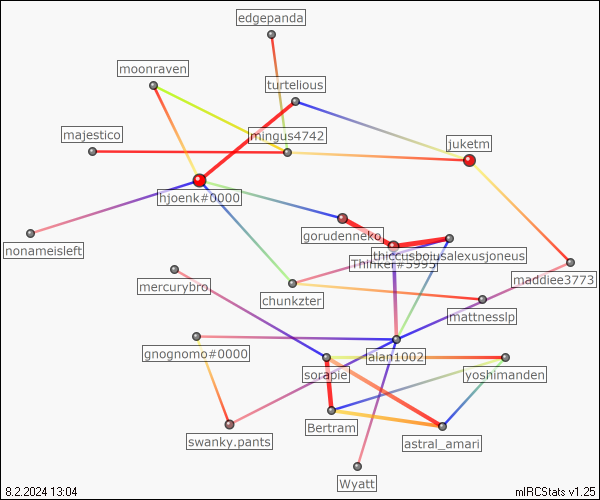 edgepanda
moonraven
turtelious
majestico
mingus4742
juketm
hjoenk#0000
gorudenneko
nonameisleft
thiccusbojusalexusjoneus
Thinker#5995
mercurybro
chunkzter
maddiee3773
mattnesslp
gnognomo#0000
alan1002
sorapie
yoshimanden
Bertram
swanky.pants
astral_amari
Wyatt
8.2.2024 13:04
mIRCStats v1.25